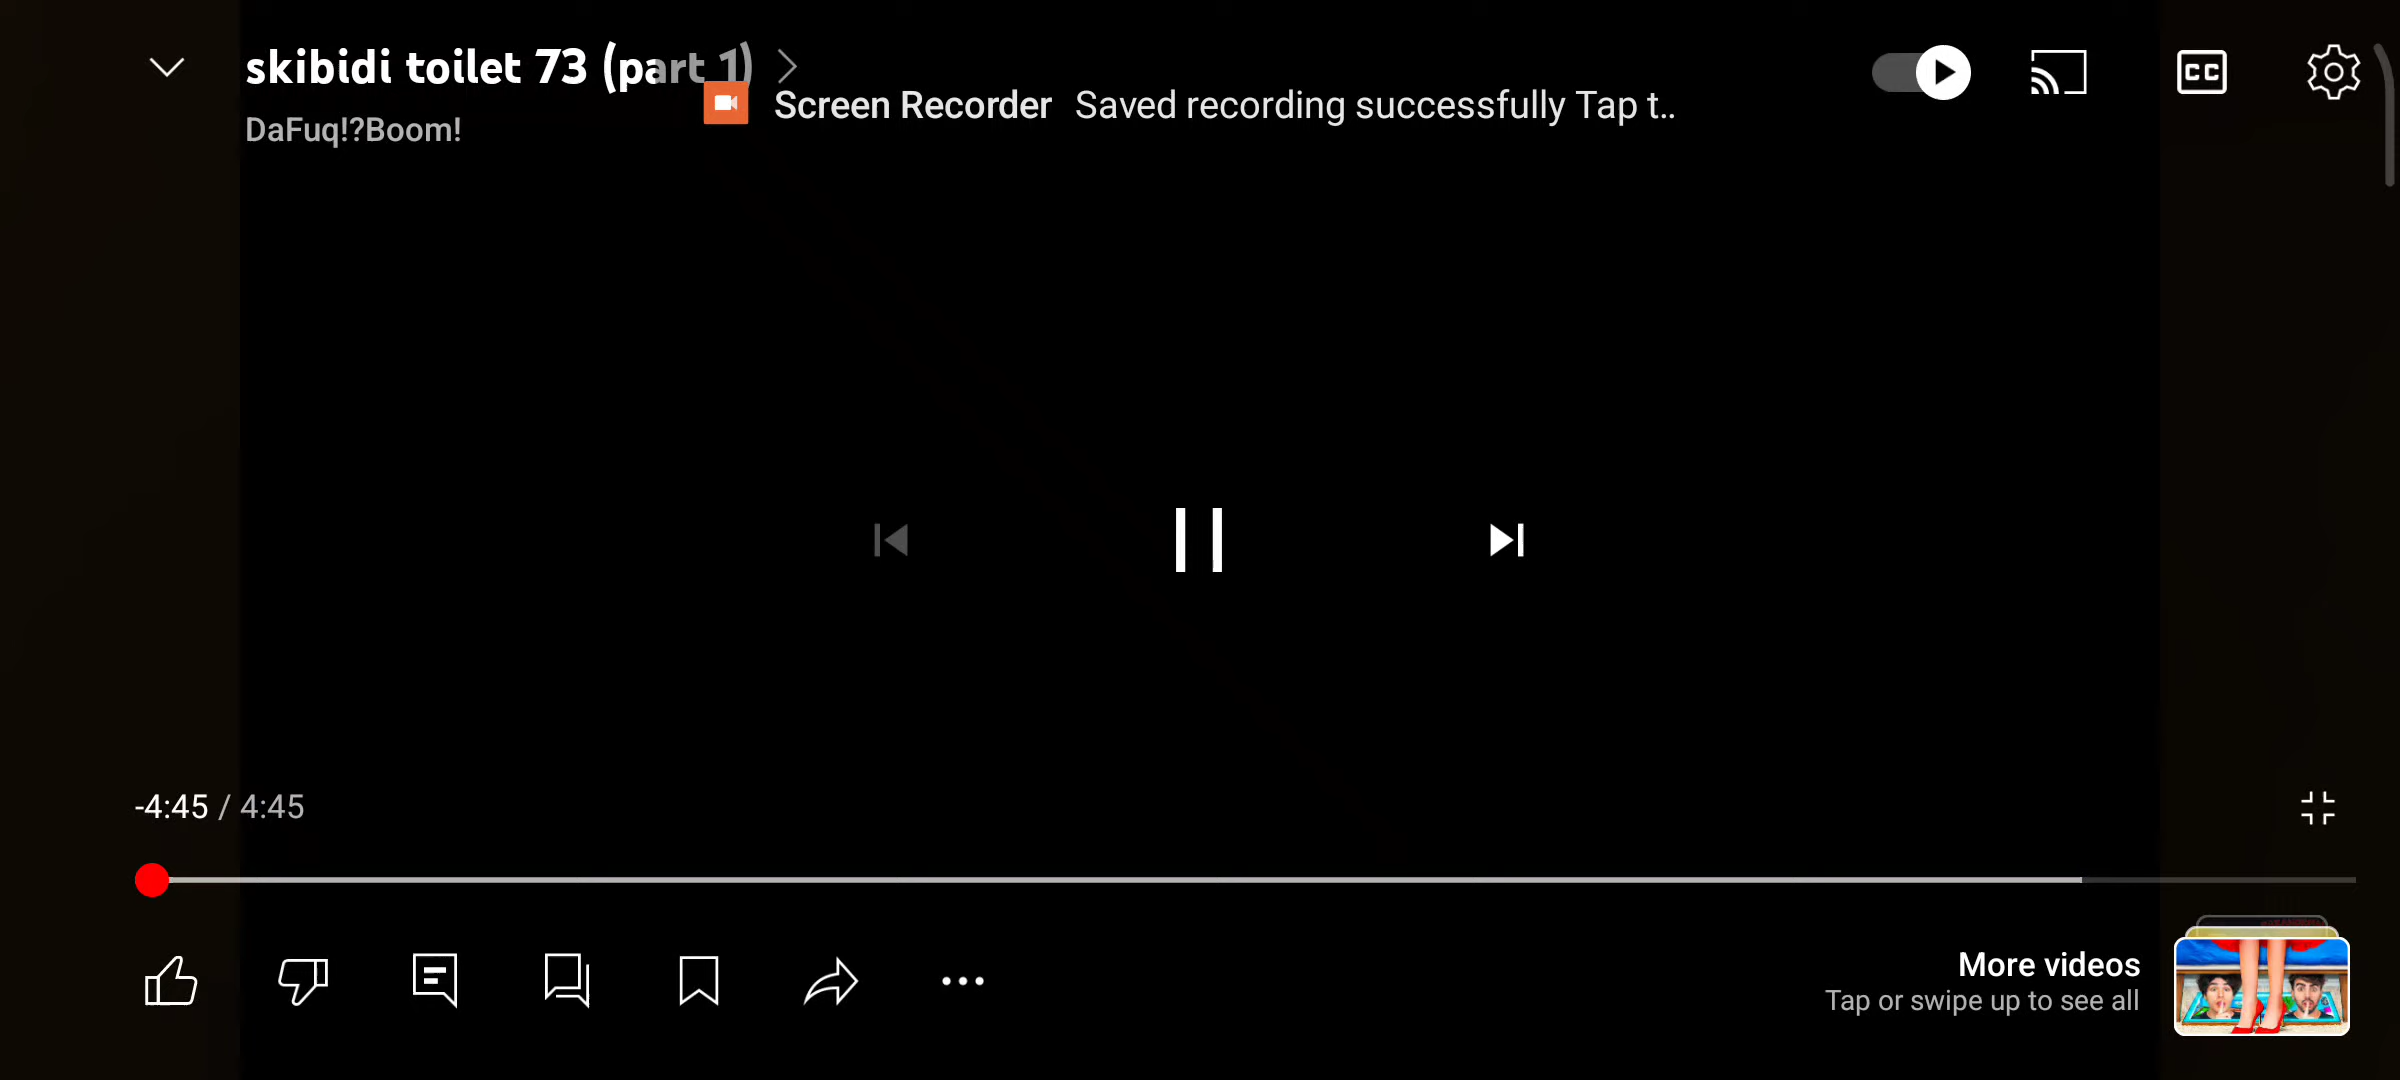 skibidi toilet 73 (part 1)
Screen Recorder Saved recording successfully Tap t..
DaFuq!?Boom!
CC
-4:45 / 4:45
More videos
Tap or swipe up to see all